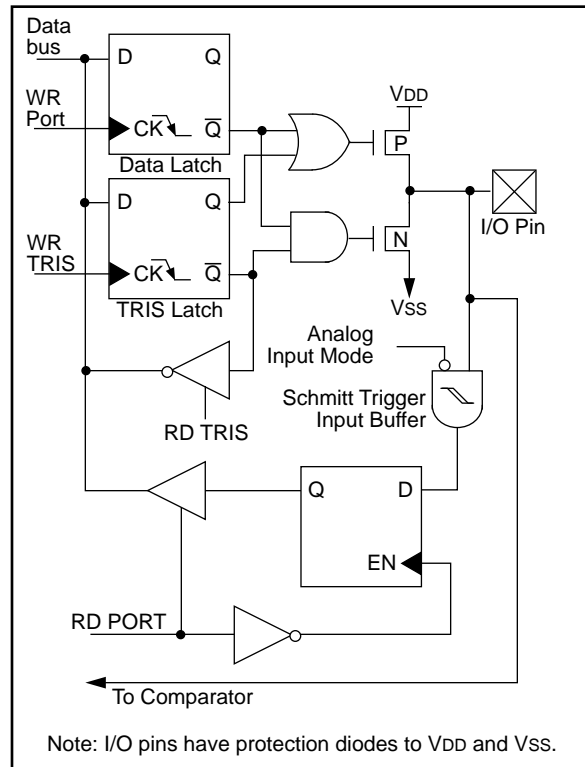 Data
bus
D
Q
VDD
WR
Port
CK
Q
P
Data Latch
D
Q
I/O Pin
N
WR
TRIS
CK
Q
VSS
TRIS Latch
Analog
Input Mode
Schmitt Trigger
Input Buffer
RD TRIS
Q
D
EN
RD PORT
To Comparator
Note: I/O pins have protection diodes to VDD and VSS.